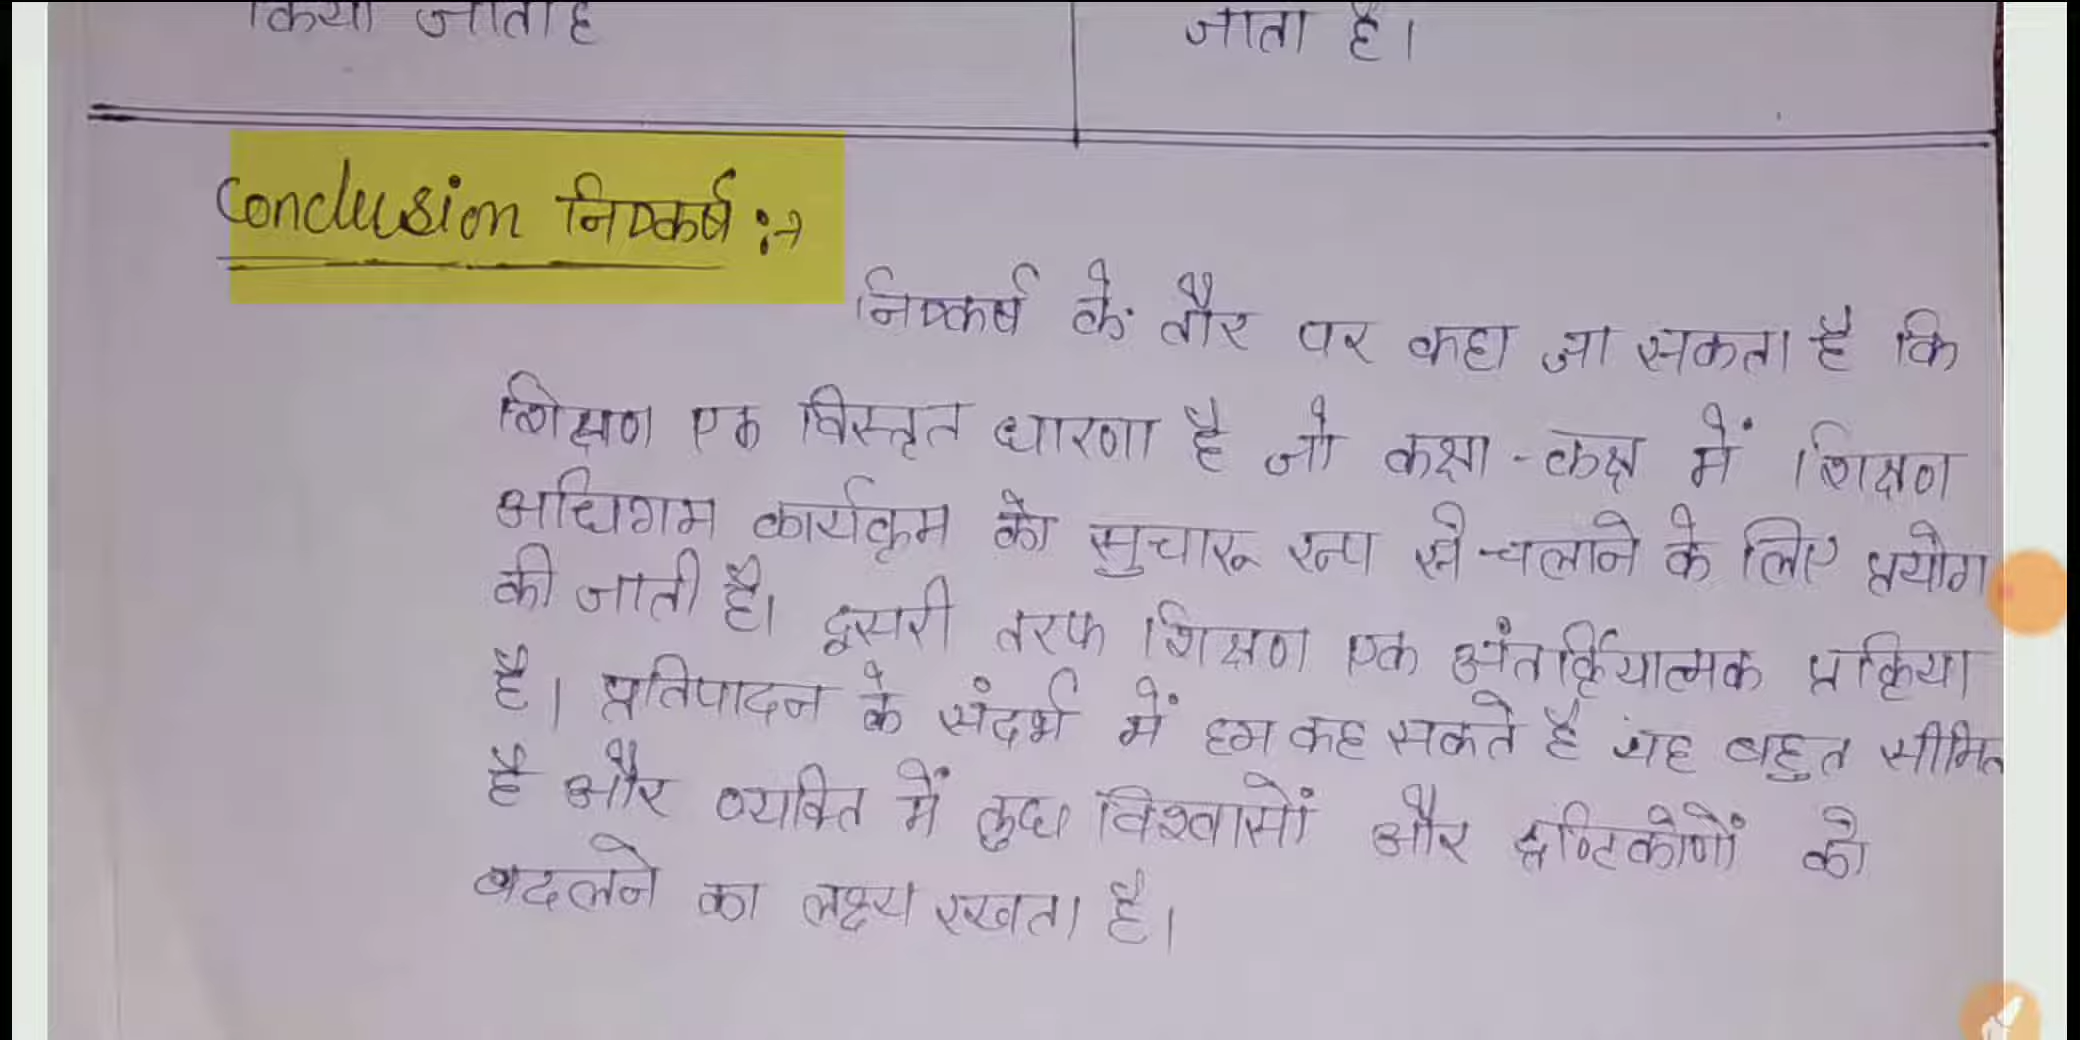 किया जाता है
जाता है।
Conclusion निष्कर्ष :→
निष्कर्ष के तौर पर कहा जा सकता है कि
शिक्षण एक विस्तृत धारणा है जो कक्षा-कक्ष में शिक्षण
अधिगम कार्यक्रम को सुचारू रूप से चलाने के लिए प्रयोग
की जाती है। दूसरी तरफ शिक्षण एक अंतर्क्रियात्मक प्रक्रिया
है। प्रतिपादन के संदर्भ में हम कह सकते है यह बहुत सीमित
है और व्यक्ति में कुछ विश्वासों और दृष्टिकोणों को
बदलने का लक्ष्य रखता है।